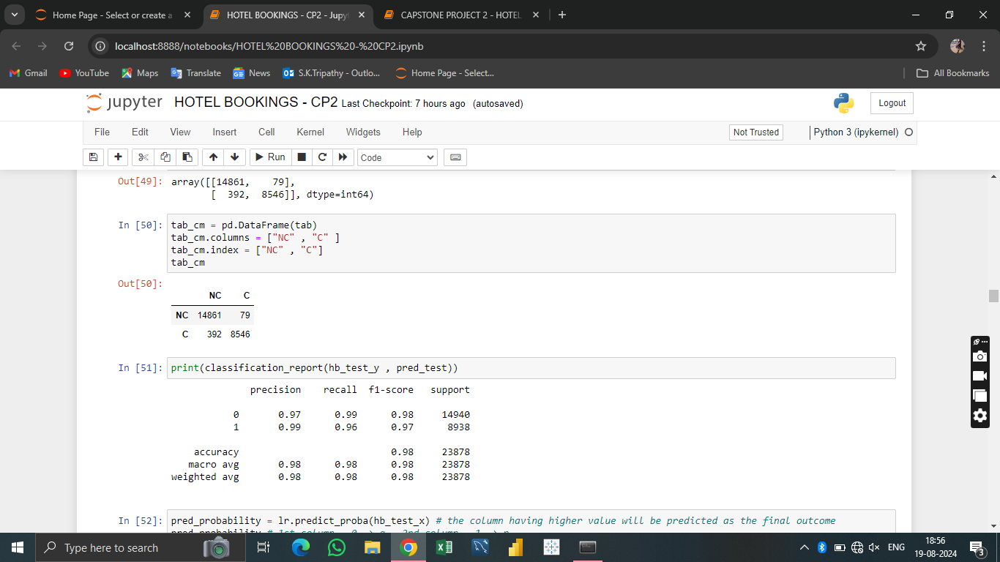 Home Page - Select or create a
HOTEL BOOKINGS - CP2 - Jupy
CAPSTONE PROJECT 2 - HOTEL
localhost:8888/notebooks/HOTEL%20BOOKINGS%20-%20CP2.ipynb
Gmail YouTube Maps Translate News S.K.Tripathy - Outlo... Home Page - Select... All Bookmarks
jupyter HOTEL BOOKINGS - CP2 Last Checkpoint: 7 hours ago (autosaved) Logout
File Edit View Insert Cell Kernel Widgets Help Not Trusted Python 3 (ipykernel)
Run Code
Out[49]: array([[14861, 79],
[ 392, 8546]], dtype=int64)
In [50]: tab_cm = pd.DataFrame(tab)
tab_cm.columns = ["NC" , "C" ]
tab_cm.index = ["NC" , "C"]
tab_cm
Out[50]:
NC C
NC 14861 79
C 392 8546
In [51]: print(classification_report(hb_test_y , pred_test))
precision recall f1-score support
0 0.97 0.99 0.98 14940
1 0.99 0.96 0.97 8938
accuracy 0.98 23878
macro avg 0.98 0.98 0.98 23878
weighted avg 0.98 0.98 0.98 23878
In [52]: pred_probability = lr.predict_proba(hb_test_x) # the column having higher value will be predicted as the final outcome
Type here to search
ENG
18:56
19-08-2024
3